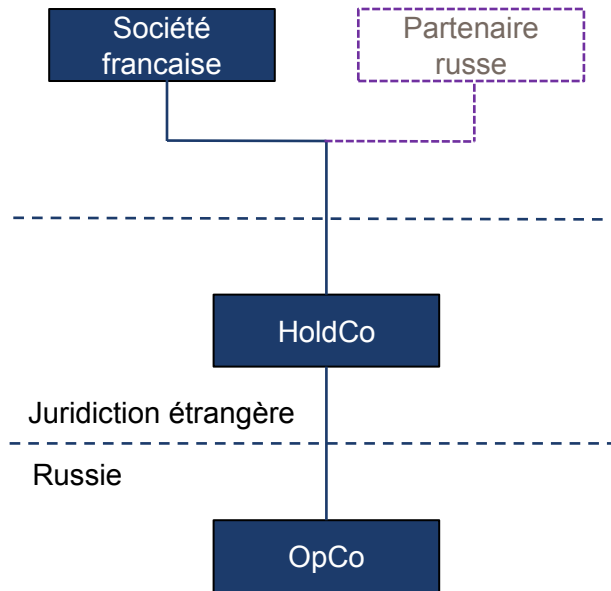 Société
francaise
Partenaire
russe
HoldCo
Juridiction étrangère
Russie
OpCo